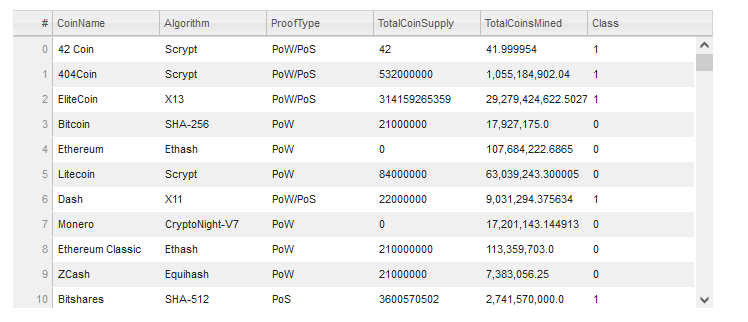 # CoinName Algorithm ProofType TotalCoinSupply TotalCoinsMined Class
0 42 Coin Scrypt PoW/PoS 42 41.999954 1
1 404Coin Scrypt PoW/PoS 532000000 1,055,184,902.04 1
2 EliteCoin X13 PoW/PoS 314159265359 29,279,424,622.5027 1
3 Bitcoin SHA-256 PoW 21000000 17,927,175.0 0
4 Ethereum Ethash PoW 0 107,684,222.6865 0
5 Litecoin Scrypt PoW 84000000 63,039,243.300005 0
6 Dash X11 PoW/PoS 22000000 9,031,294.375634 1
7 Monero CryptoNight-V7 PoW 0 17,201,143.144913 0
8 Ethereum Classic Ethash PoW 210000000 113,359,703.0 0
9 ZCash Equihash PoW 21000000 7,383,056.25 0
10 Bitshares SHA-512 PoS 3600570502 2,741,570,000.0 1